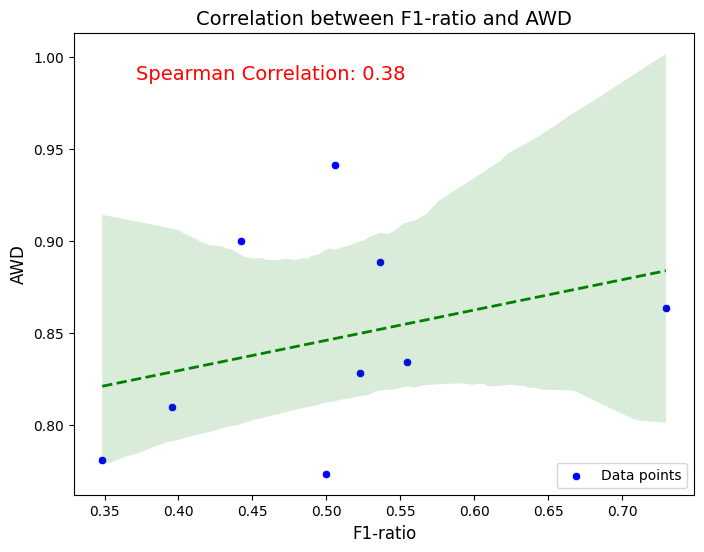 Correlation between F1-ratio and AWD
Spearman Correlation: 0.38
1.00
0.95
0.90
0.85
0.80
AWD
0.35 0.40 0.45 0.50 0.55 0.60 0.65 0.70
F1-ratio
Data points